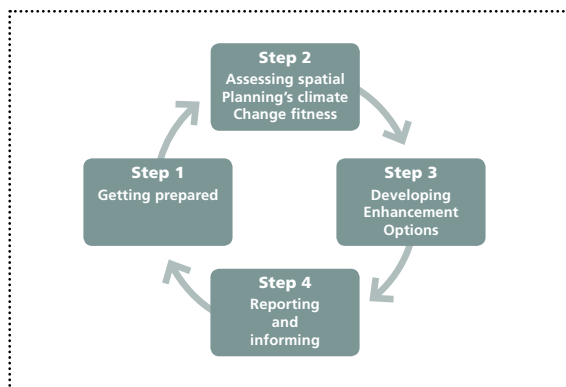 Step 2
Assessing spatial
Planning's climate
Change fitness
Step 1
Getting prepared
Step 3
Developing
Enhancement
Options
Step 4
Reporting
and
informing